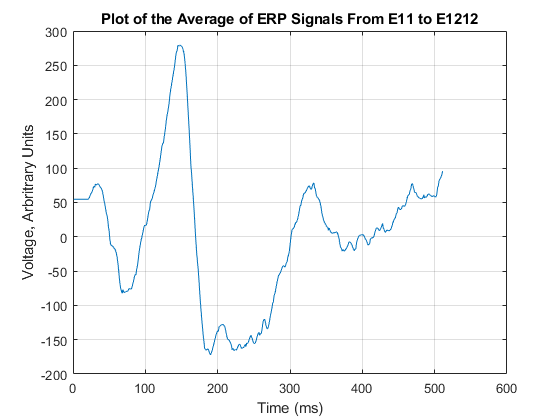 Plot of the Average of ERP Signals From E11 to E1212
300
250
200
150
100
50
0
-50
-100
-150
-200
Voltage, Arbritrary Units
0 100 200 300 400 500 600
Time (ms)